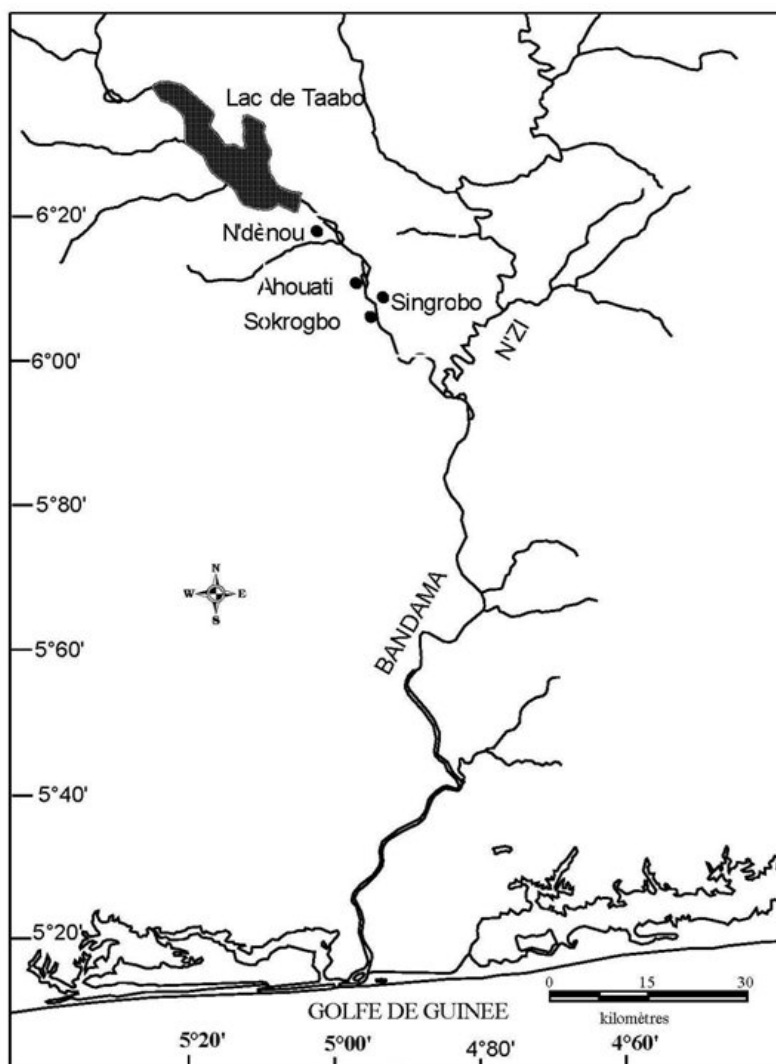 Lac de Taabo
6°20'
N'dènou
Ahouati
Singrobo
Sokrogbo
N'ZI
6°00'
5°80'
N
W E
S
BANDAMA
5°60'
5°40'
5°20'
GOLFE DE GUINEE
0 15 30
kilomètres
5°20' 5°00' 4°80' 4°60'